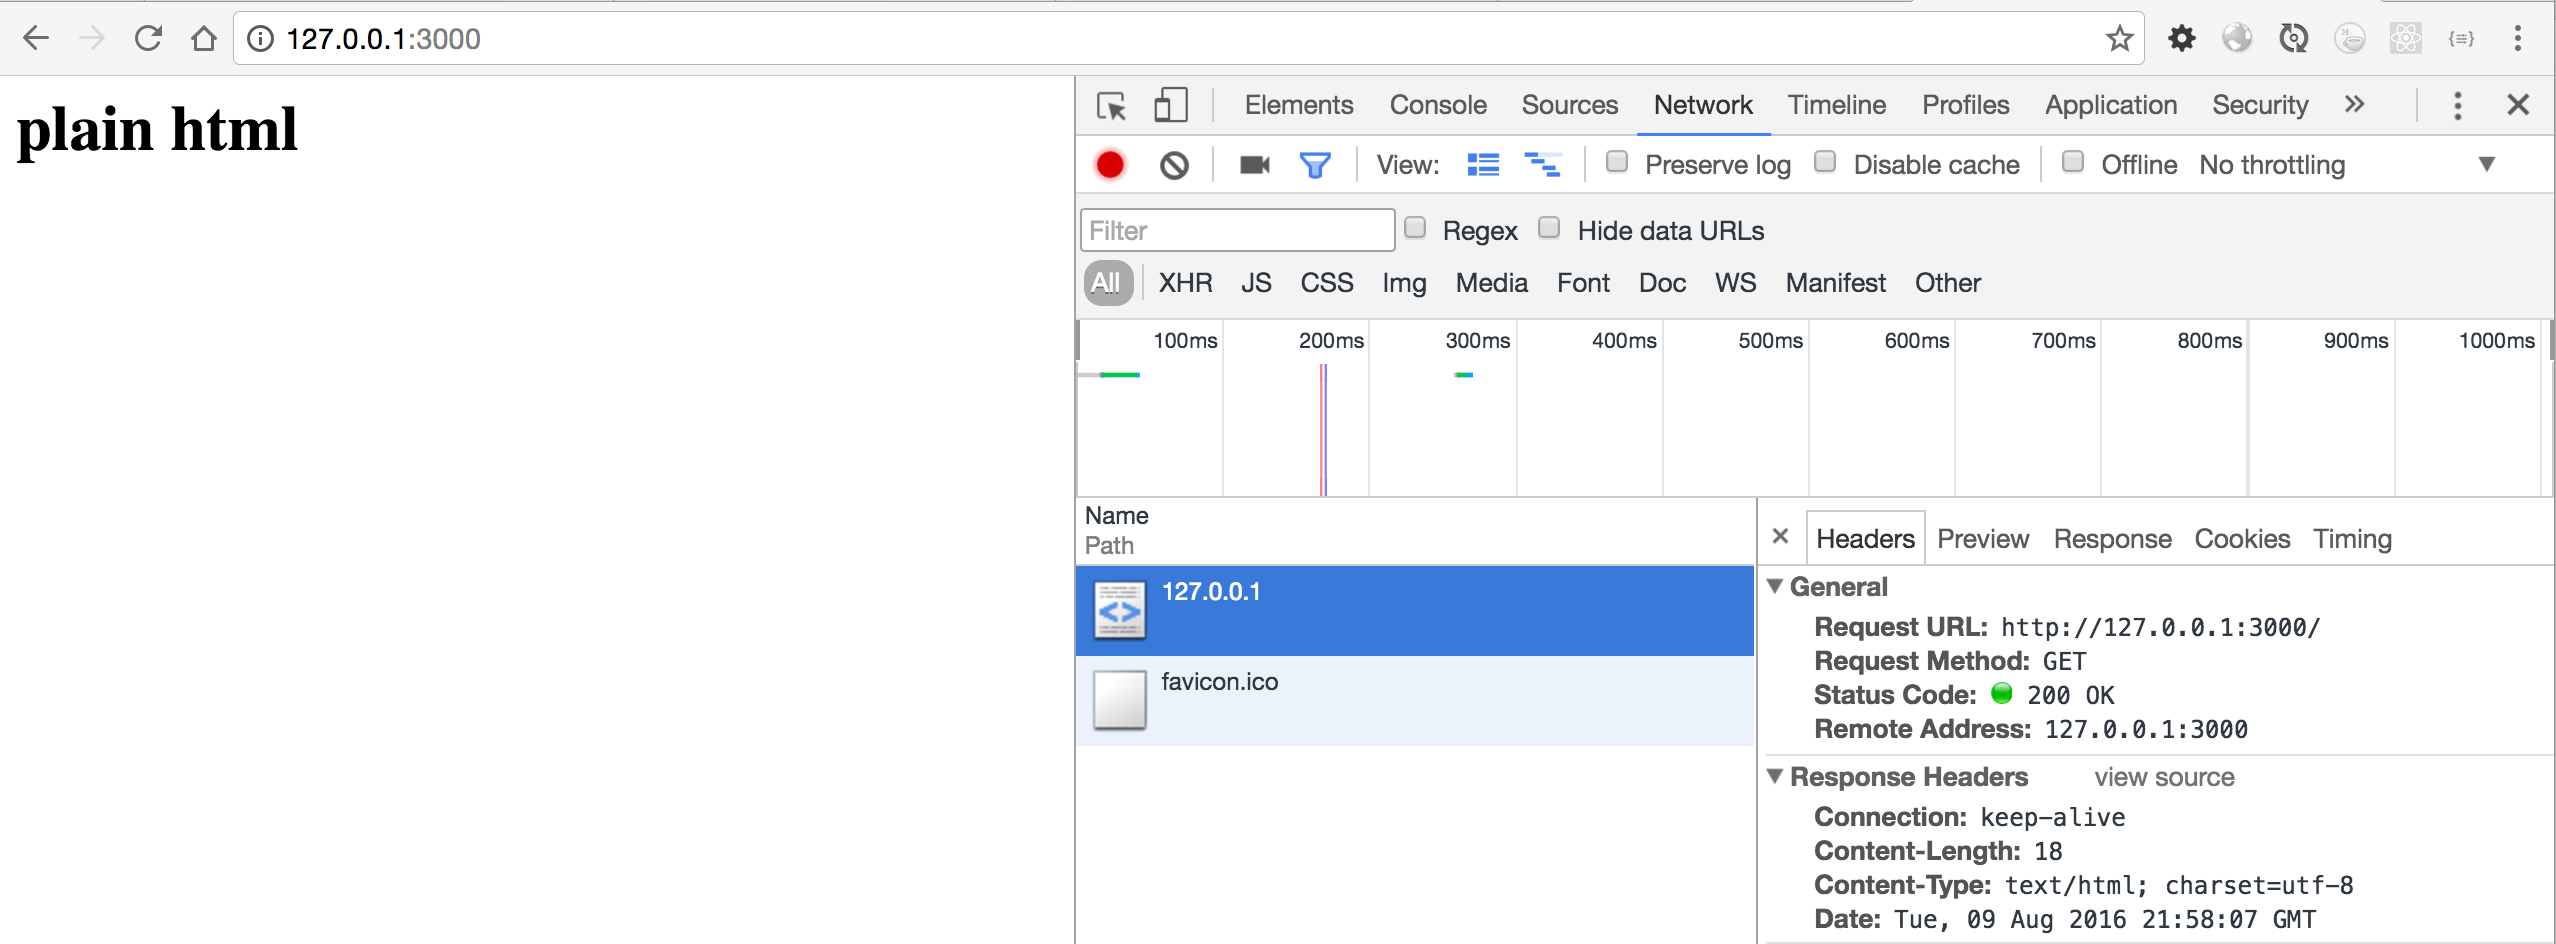 127.0.0.1:3000
plain html
Elements Console Sources Network Timeline Profiles Application Security »
View: Preserve log Disable cache Offline No throttling
Filter Regex Hide data URLs
All XHR JS CSS Img Media Font Doc WS Manifest Other
100ms 200ms 300ms 400ms 500ms 600ms 700ms 800ms 900ms 1000ms
Name
Path
127.0.0.1
favicon.ico
Headers Preview Response Cookies Timing
General
Request URL: http://127.0.0.1:3000/
Request Method: GET
Status Code: 200 OK
Remote Address: 127.0.0.1:3000
Response Headers view source
Connection: keep-alive
Content-Length: 18
Content-Type: text/html; charset=utf-8
Date: Tue, 09 Aug 2016 21:58:07 GMT